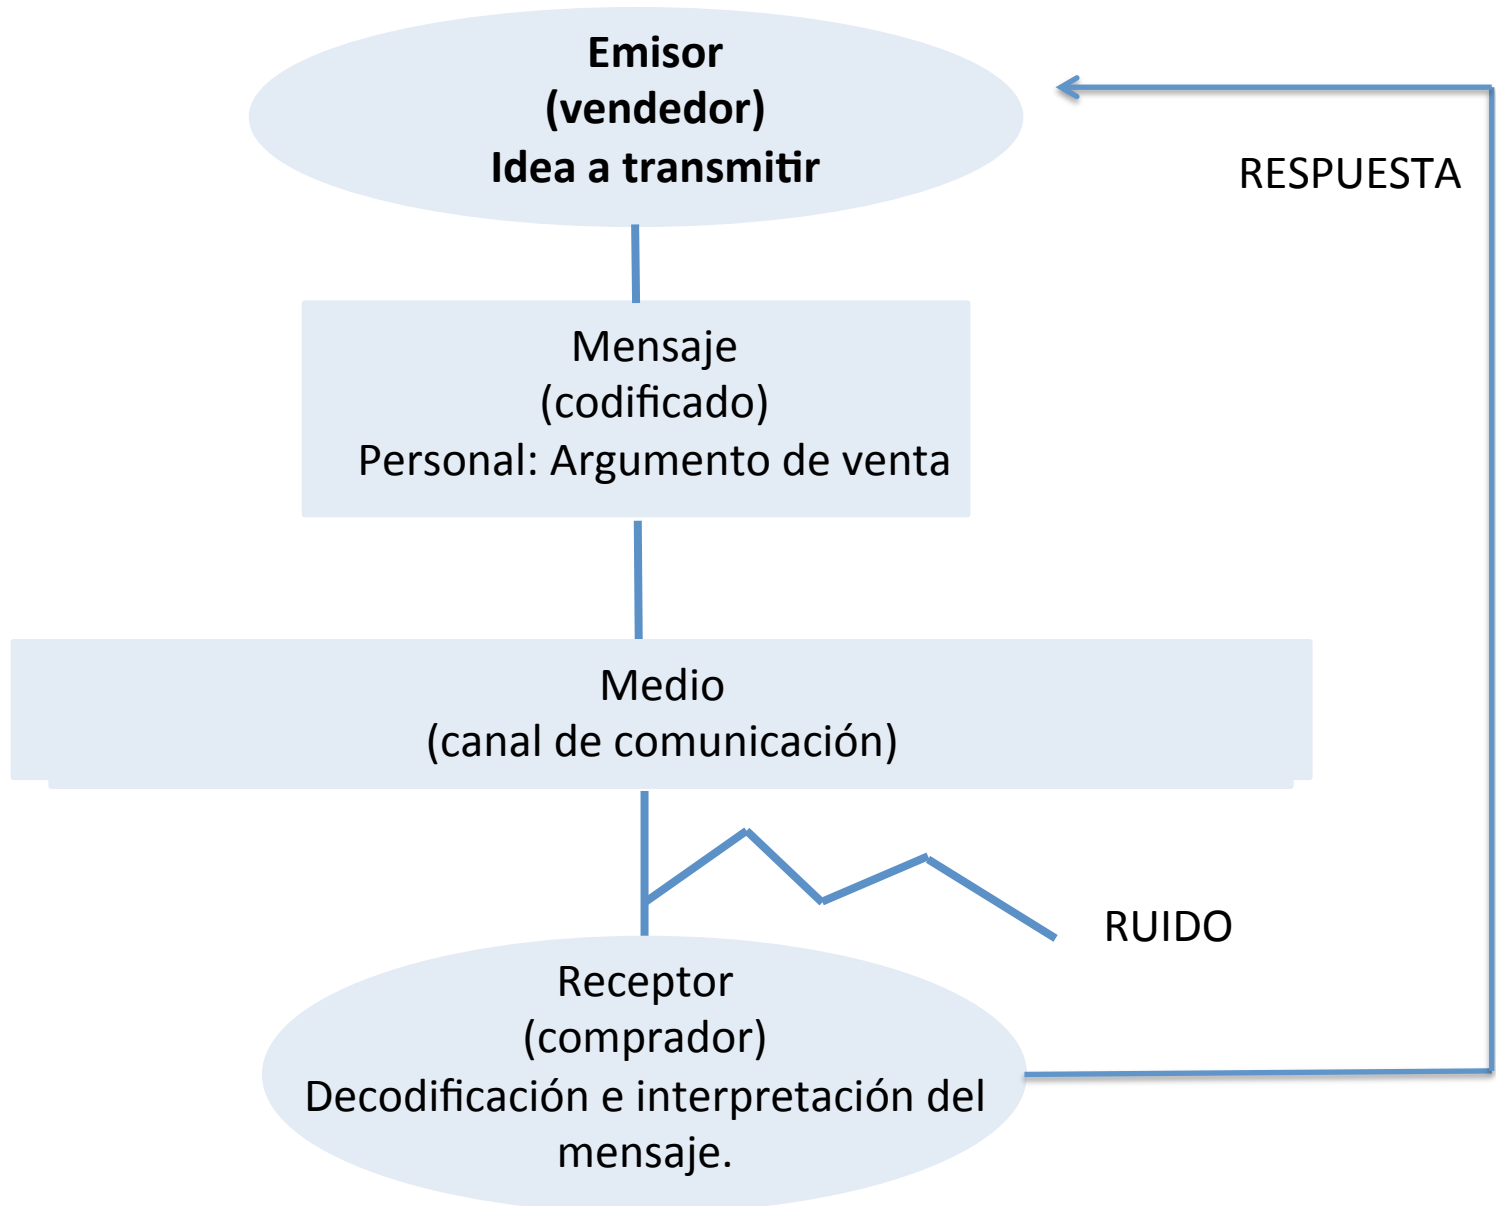 Emisor
(vendedor)
Idea a transmitir
RESPUESTA
Mensaje
(codificado)
Personal: Argumento de venta
Medio
(canal de comunicación)
RUIDO
Receptor
(comprador)
Decodificación e interpretación del
mensaje.